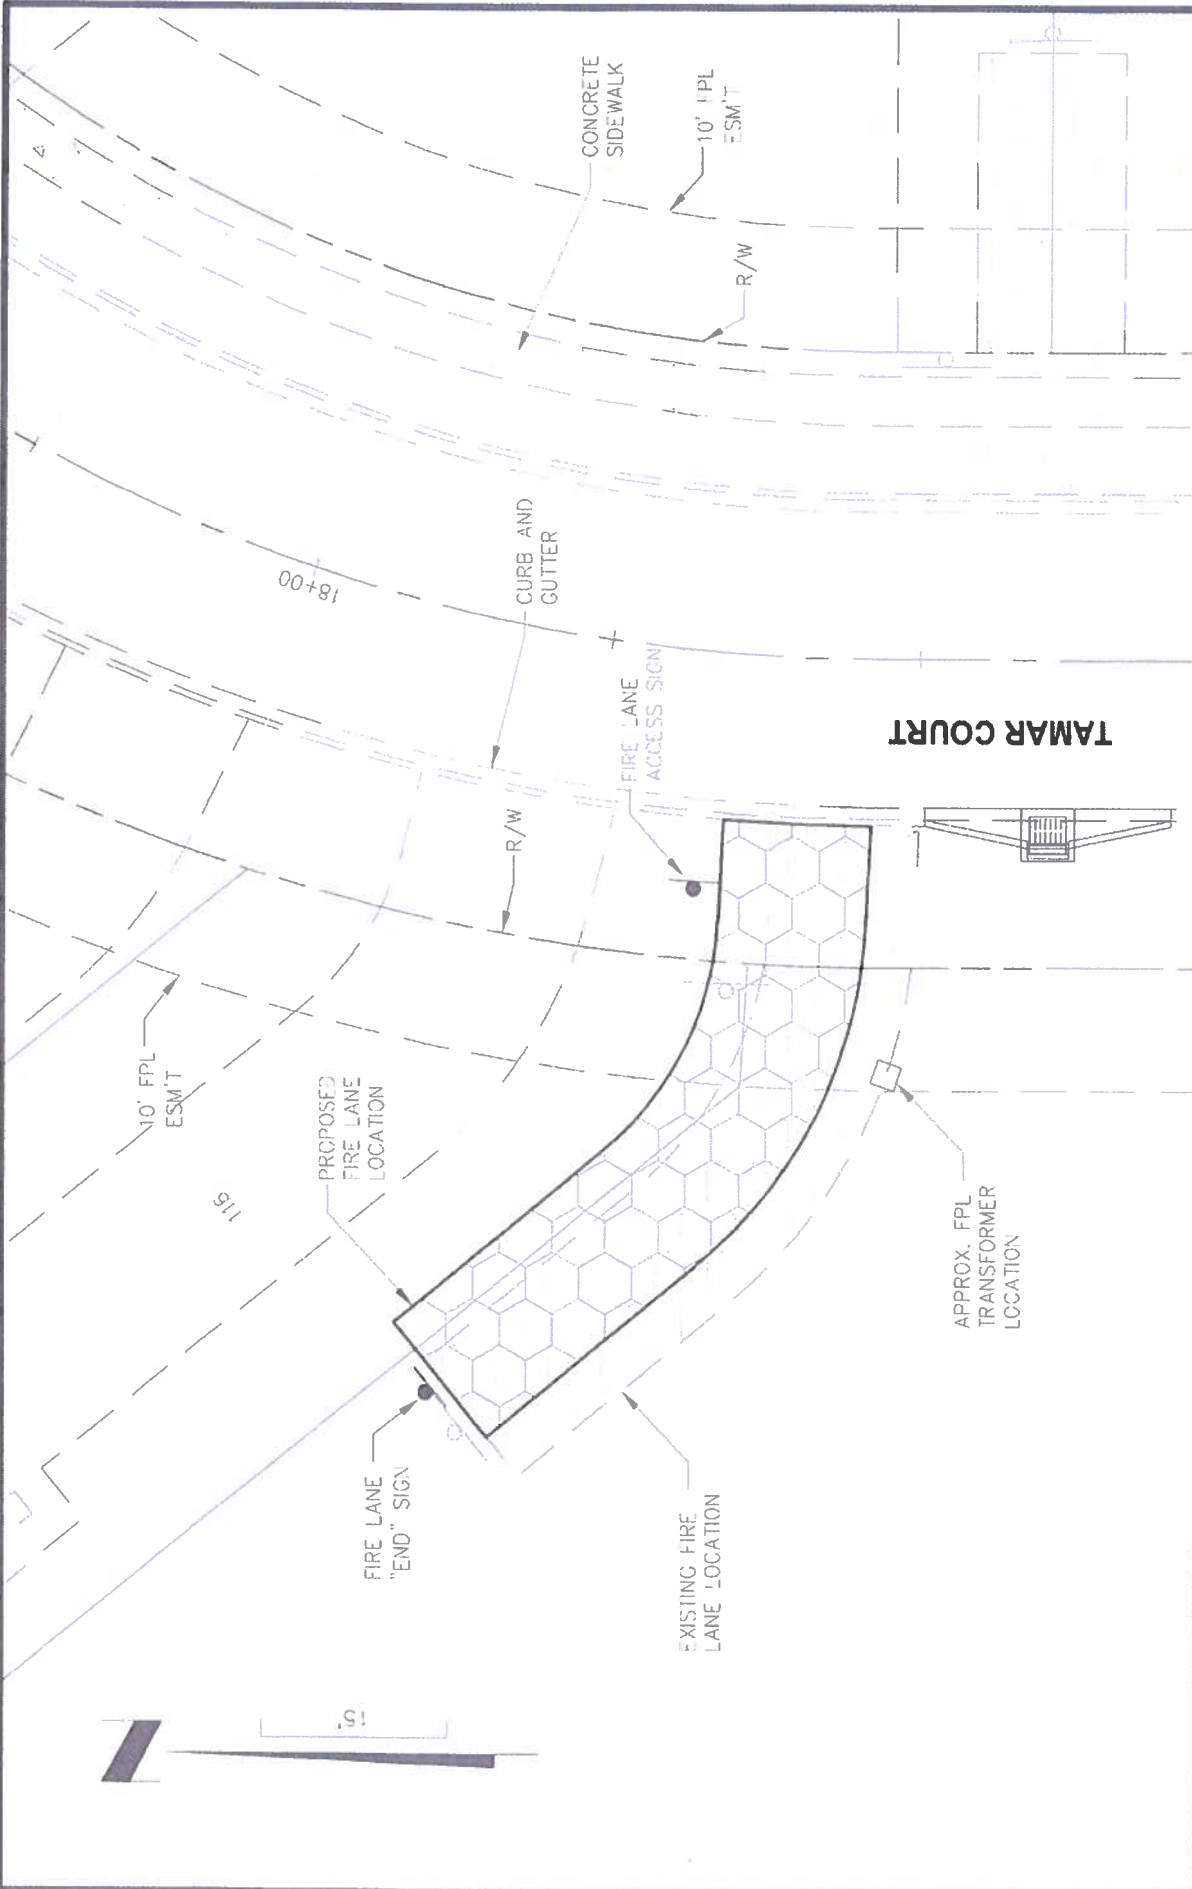 CONCRETE
SIDEWALK
10' FPL
ESM'T
R/W
18+00
CURB AND
GUTTER
FIRE LANE
ACCESS SIGN
TAMAR COURT
R/W
10' FPL
ESM'T
PROPOSED
FIRE LANE
LOCATION
116
APPROX. FPL
TRANSFORMER
LOCATION
FIRE LANE
"END" SIGN
EXISTING FIRE
LANE LOCATION
15'